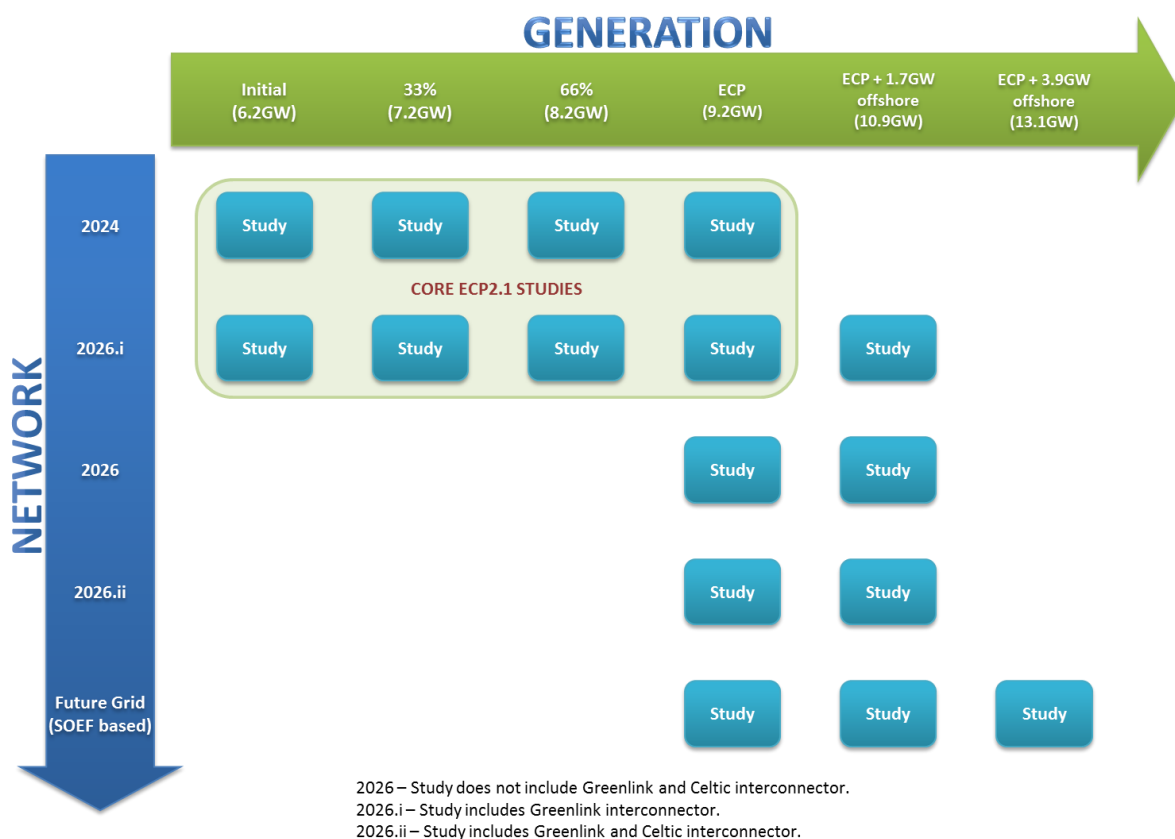 GENERATION
Initial
(6.2GW)
33%
(7.2GW)
66%
(8.2GW)
ECP
(9.2GW)
ECP + 1.7GW
offshore
(10.9GW)
ECP + 3.9GW
offshore
(13.1GW)
NETWORK
2024
Study
Study
Study
Study
CORE ECP2.1 STUDIES
2026.i
Study
Study
Study
Study
Study
2026
Study
Study
2026.ii
Study
Study
Future Grid
(SOEF based)
Study
Study
Study
2026 – Study does not include Greenlink and Celtic interconnector.
2026.i – Study includes Greenlink interconnector.
2026.ii – Study includes Greenlink and Celtic interconnector.